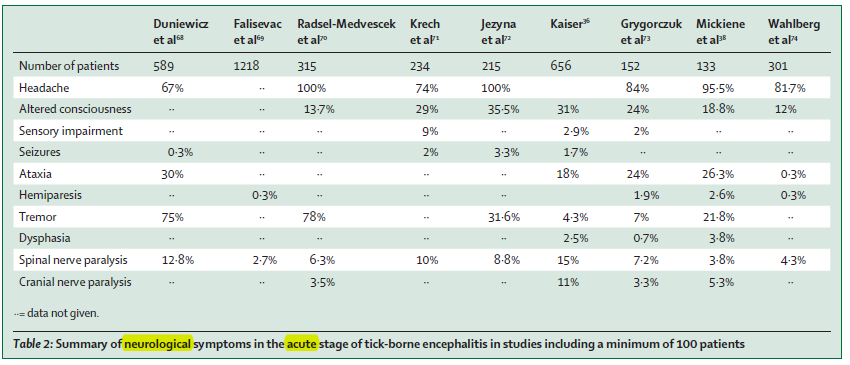 Duniewicz et al⁶⁸ Falisevac et al⁶⁹ Radsel-Medvescek et al⁷⁰ Krech et al⁷¹ Jezyna et al⁷² Kaiser³⁶ Grygorczuk et al⁷³ Mickiene et al³⁸ Wahlberg et al⁷⁴
Number of patients 589 1218 315 234 215 656 152 133 301
Headache 67% ·· 100% 74% 100% 84% 95·5% 81·7%
Altered consciousness ·· ·· 13·7% 29% 35·5% 31% 24% 18·8% 12%
Sensory impairment ·· ·· ·· 9% ·· 2·9% 2% ·· ··
Seizures 0·3% ·· ·· 2% 3·3% 1·7% ·· ·· ··
Ataxia 30% ·· ·· ·· ·· 18% 24% 26·3% 0·3%
Hemiparesis ·· 0·3% ·· ·· ·· ·· 1·9% 2·6% 0·3%
Tremor 75% ·· 78% ·· 31·6% 4·3% 7% 21·8% ··
Dysphasia ·· ·· ·· ·· ·· 2·5% 0·7% 3·8% ··
Spinal nerve paralysis 12·8% 2·7% 6·3% 10% 8·8% 15% 7·2% 3·8% 4·3%
Cranial nerve paralysis ·· ·· 3·5% ·· ·· 11% 3·3% 5·3% ··
··= data not given.
Table 2: Summary of neurological symptoms in the acute stage of tick-borne encephalitis in studies including a minimum of 100 patients